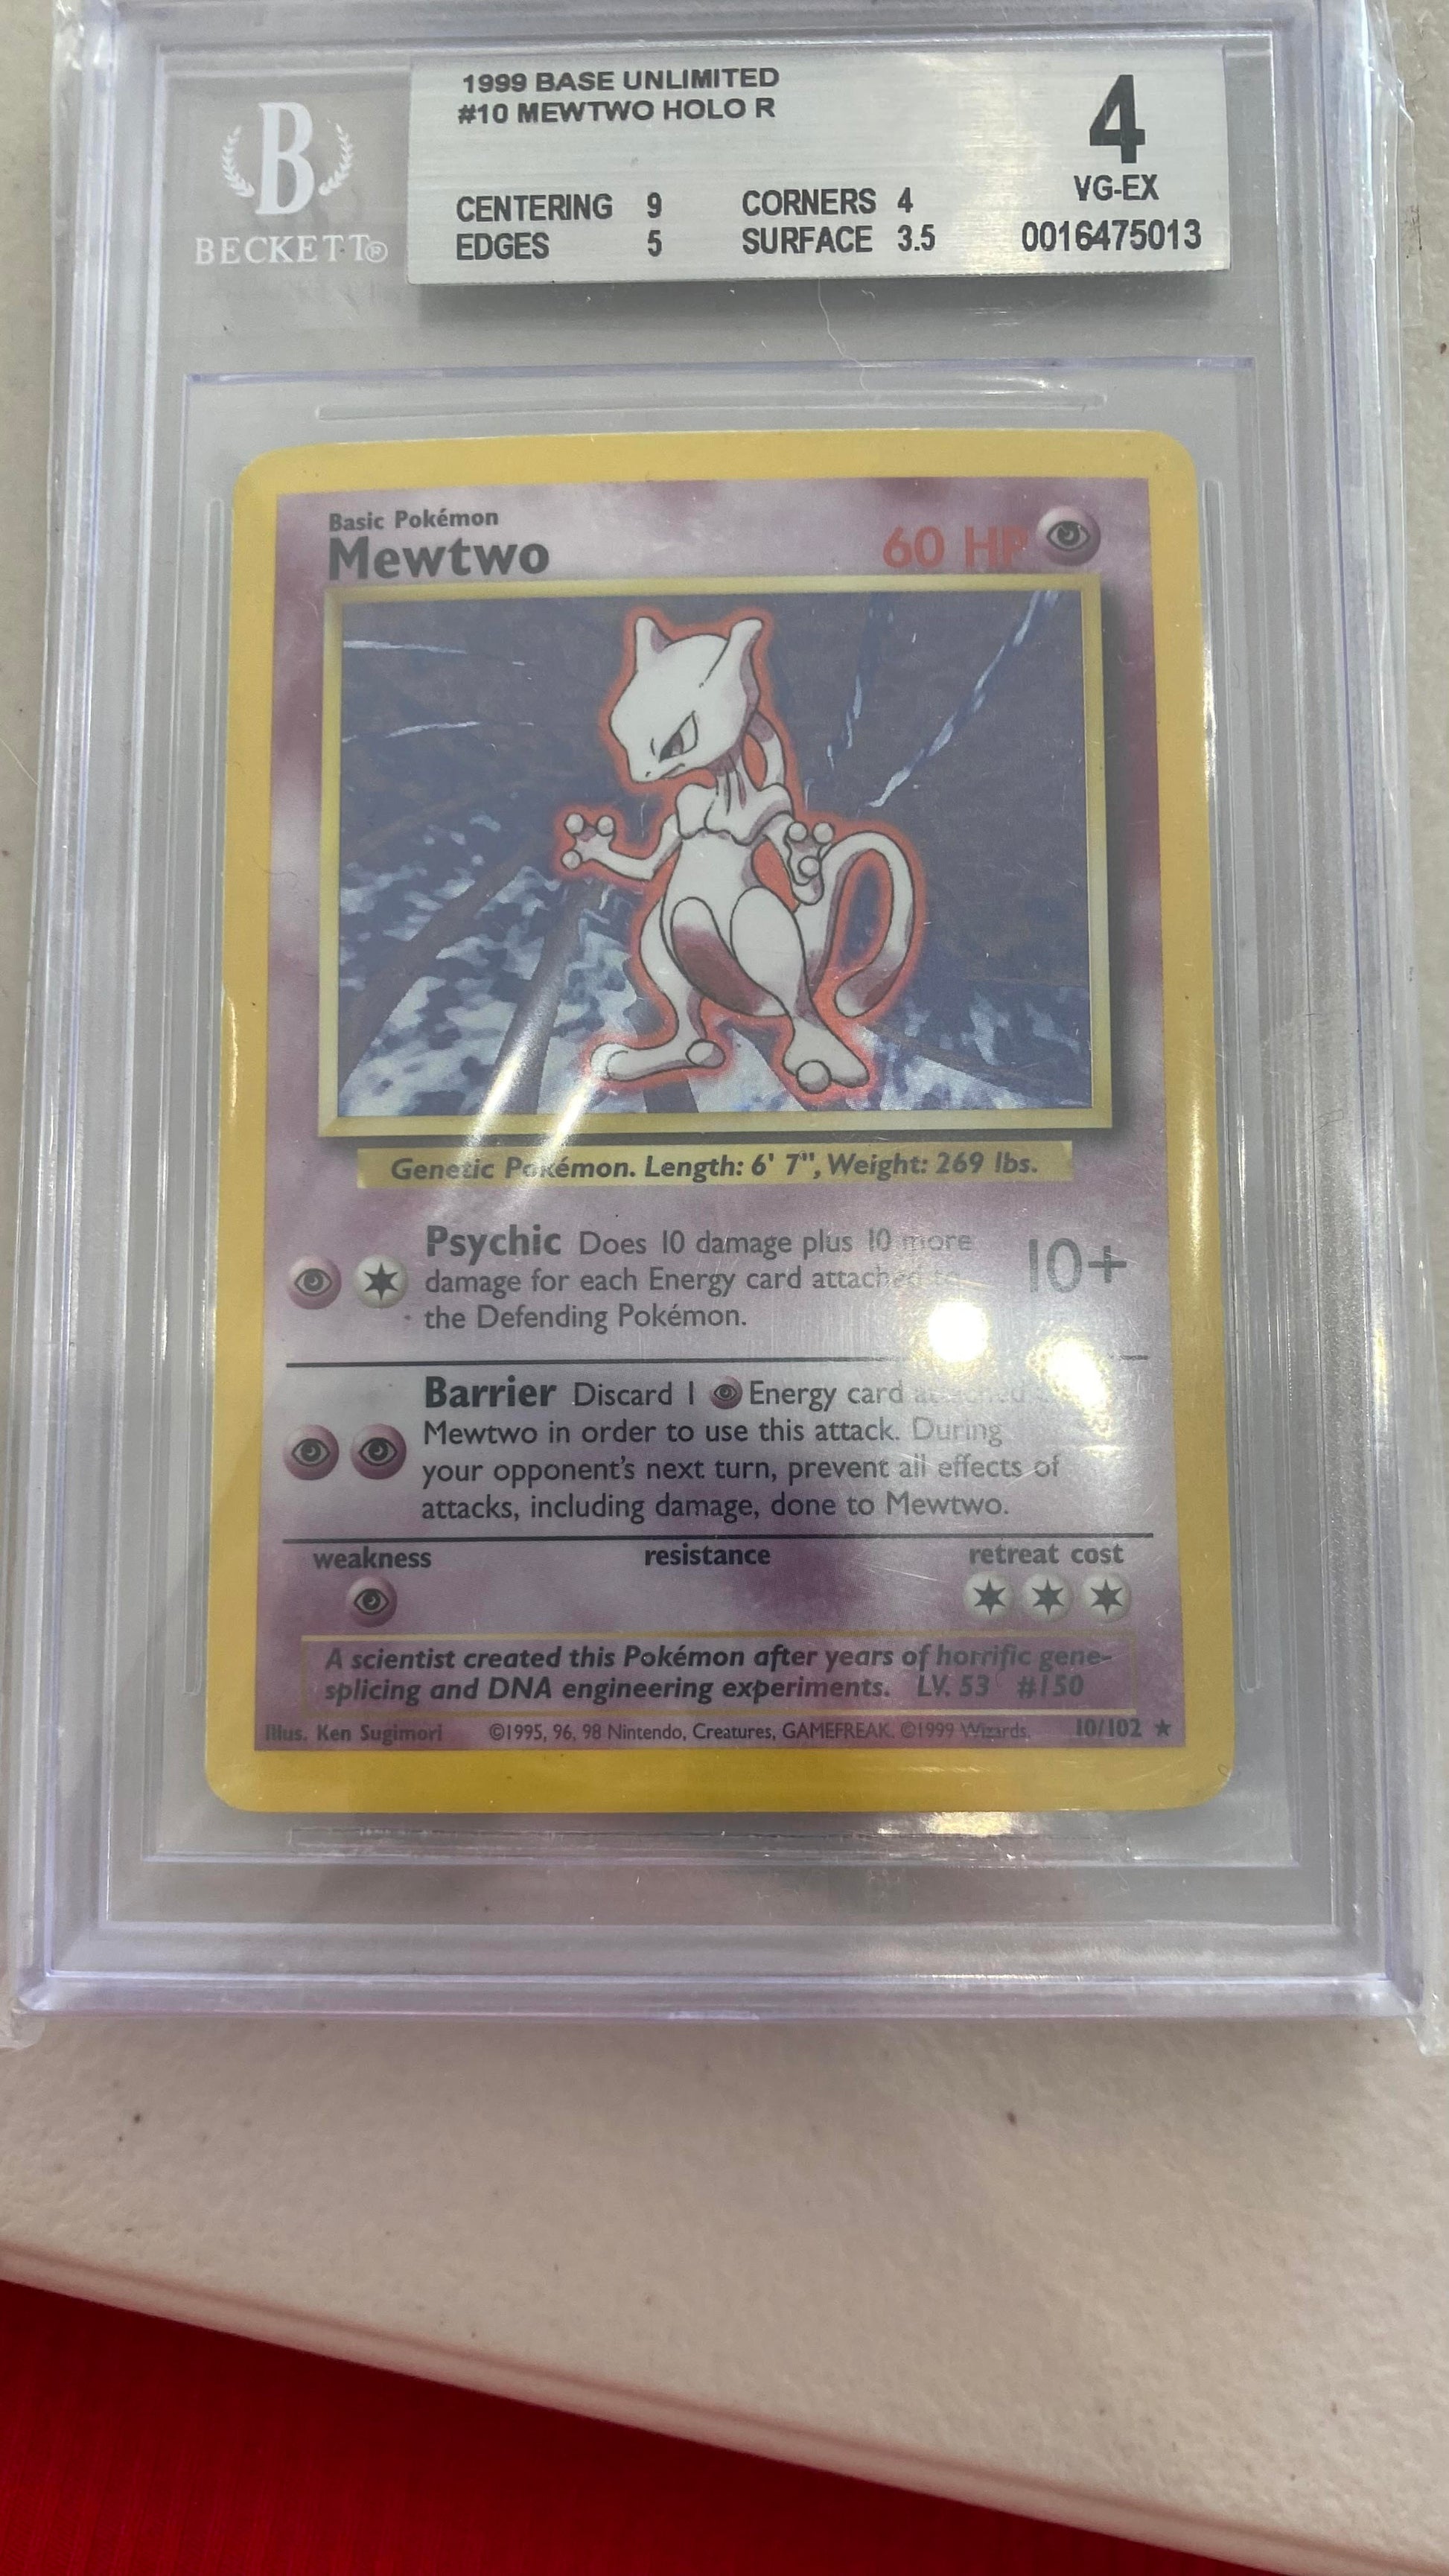 B
BECKETT®
1999 BASE UNLIMITED
#10 MEWTWO HOLO R
CENTERING 9 CORNERS 4
EDGES 5 SURFACE 3.5
4
VG-EX
0016475013
Basic Pokémon
Mewtwo 60 HP
Genetic Pokémon. Length: 6' 7", Weight: 269 lbs.
Psychic Does 10 damage plus 10 more
damage for each Energy card attached to
the Defending Pokémon.
10+
Barrier Discard 1 Energy card attached
Mewtwo in order to use this attack. During
your opponent's next turn, prevent all effects of
attacks, including damage, done to Mewtwo.
weakness resistance retreat cost
A scientist created this Pokémon after years of horrific gene-
splicing and DNA engineering experiments. LV. 53 #150
Illus. Ken Sugimori ©1995, 96, 98 Nintendo, Creatures, GAMEFREAK. ©1999 Wizards. 10/102 ★